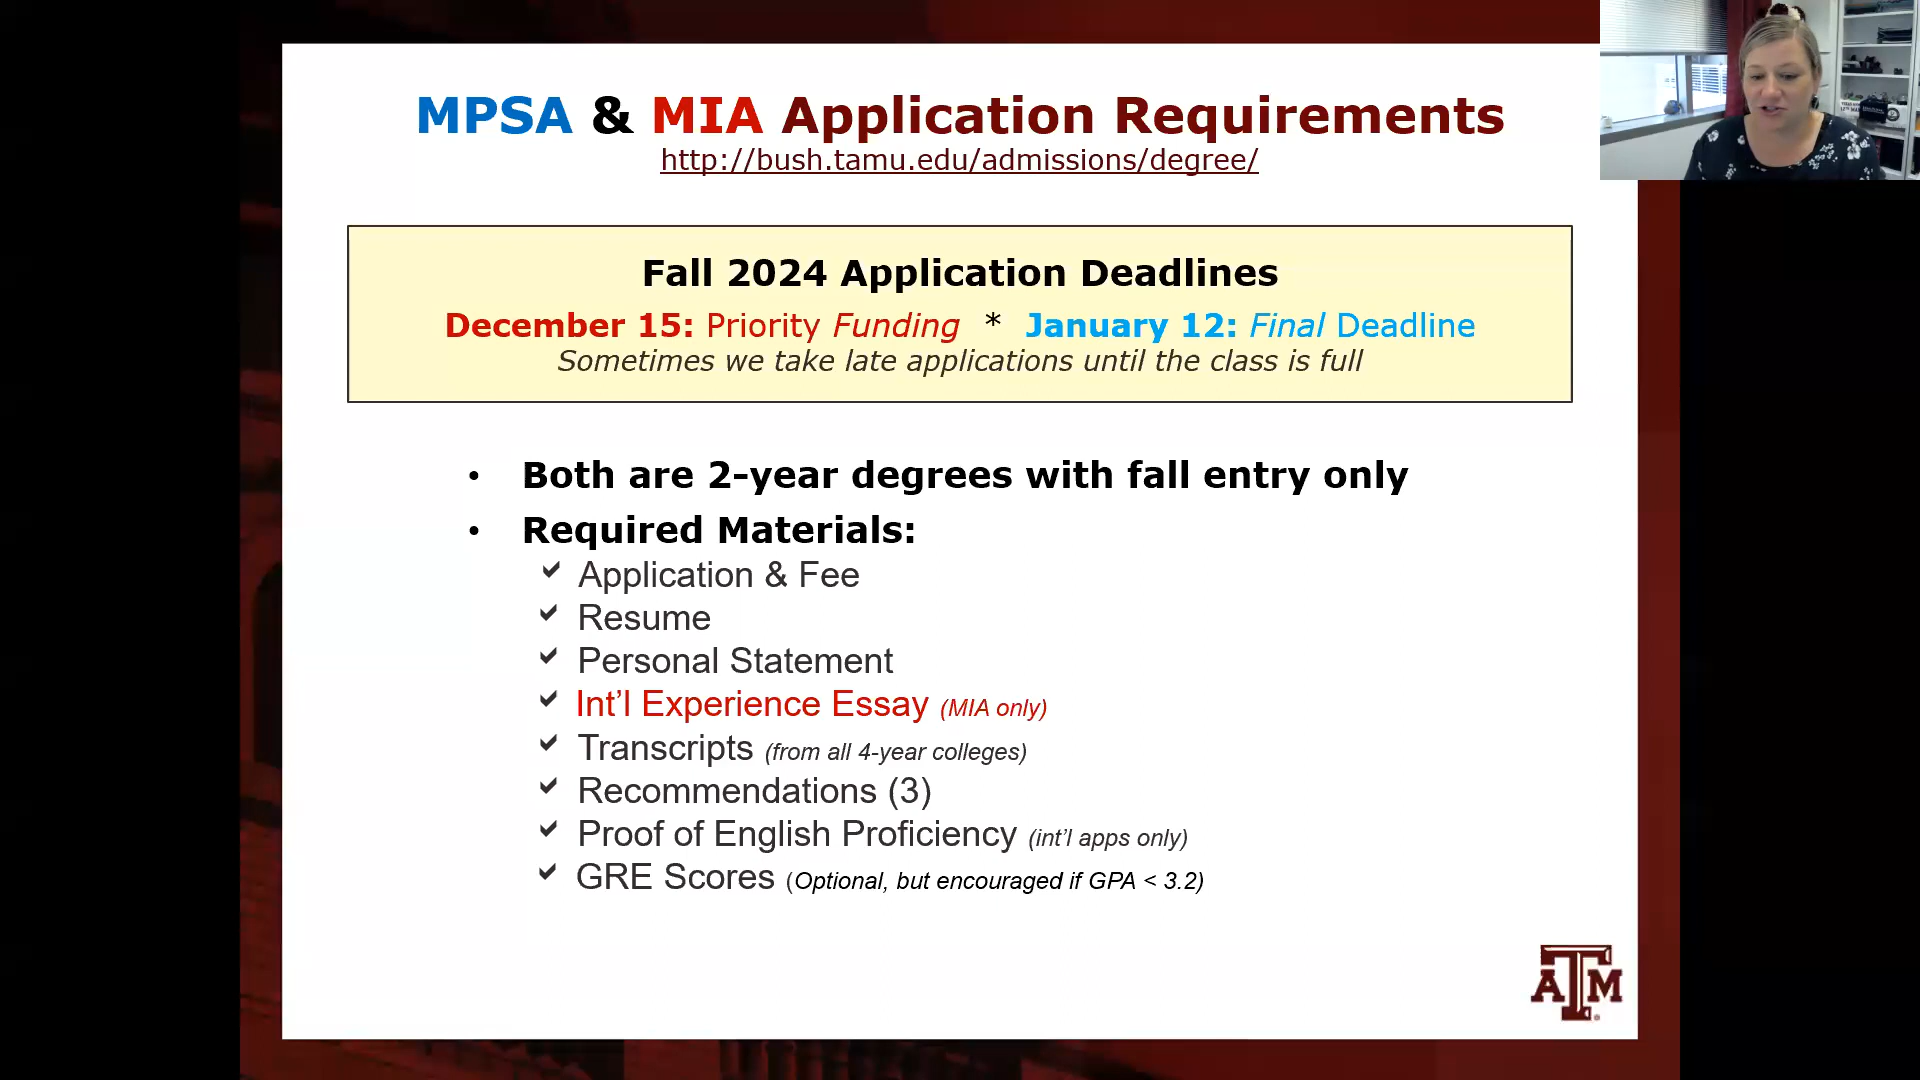 MPSA & MIA Application Requirements
http://bush.tamu.edu/admissions/degree/
Fall 2024 Application Deadlines
December 15: Priority Funding * January 12: Final Deadline
Sometimes we take late applications until the class is full
• Both are 2-year degrees with fall entry only
• Required Materials:
Application & Fee
Resume
Personal Statement
Int’l Experience Essay (MIA only)
Transcripts (from all 4-year colleges)
Recommendations (3)
Proof of English Proficiency (int’l apps only)
GRE Scores (Optional, but encouraged if GPA < 3.2)
ATM